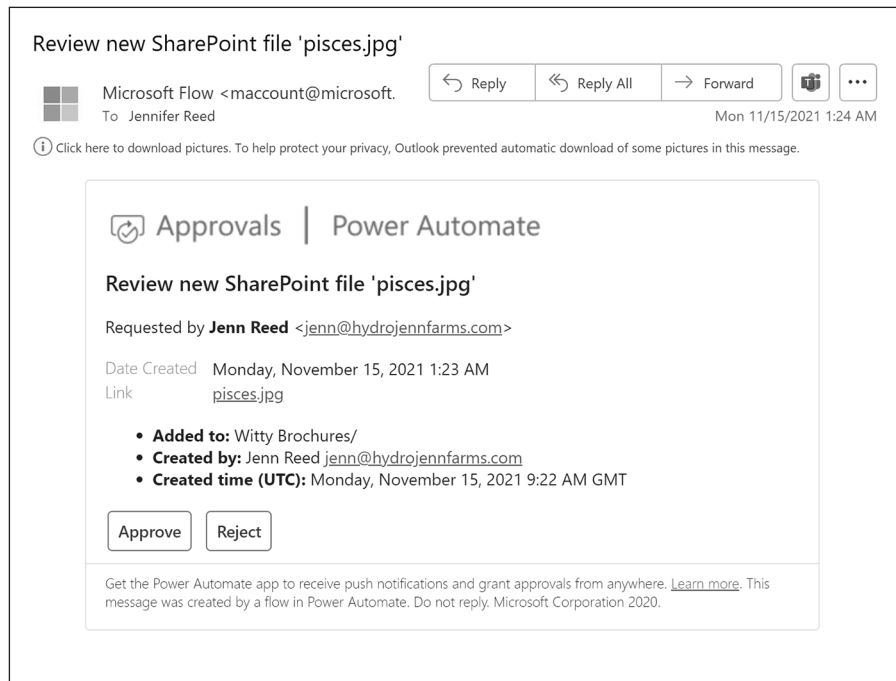 Review new SharePoint file 'pisces.jpg'
Microsoft Flow <maccount@microsoft.
Reply
Reply All
Forward
To Jennifer Reed
Mon 11/15/2021 1:24 AM
Click here to download pictures. To help protect your privacy, Outlook prevented automatic download of some pictures in this message.
Approvals | Power Automate
Review new SharePoint file 'pisces.jpg'
Requested by Jenn Reed <jenn@hydrojennfarms.com>
Date Created Monday, November 15, 2021 1:23 AM
Link pisces.jpg
• Added to: Witty Brochures/
• Created by: Jenn Reed jenn@hydrojennfarms.com
• Created time (UTC): Monday, November 15, 2021 9:22 AM GMT
Approve Reject
Get the Power Automate app to receive push notifications and grant approvals from anywhere. Learn more. This
message was created by a flow in Power Automate. Do not reply. Microsoft Corporation 2020.